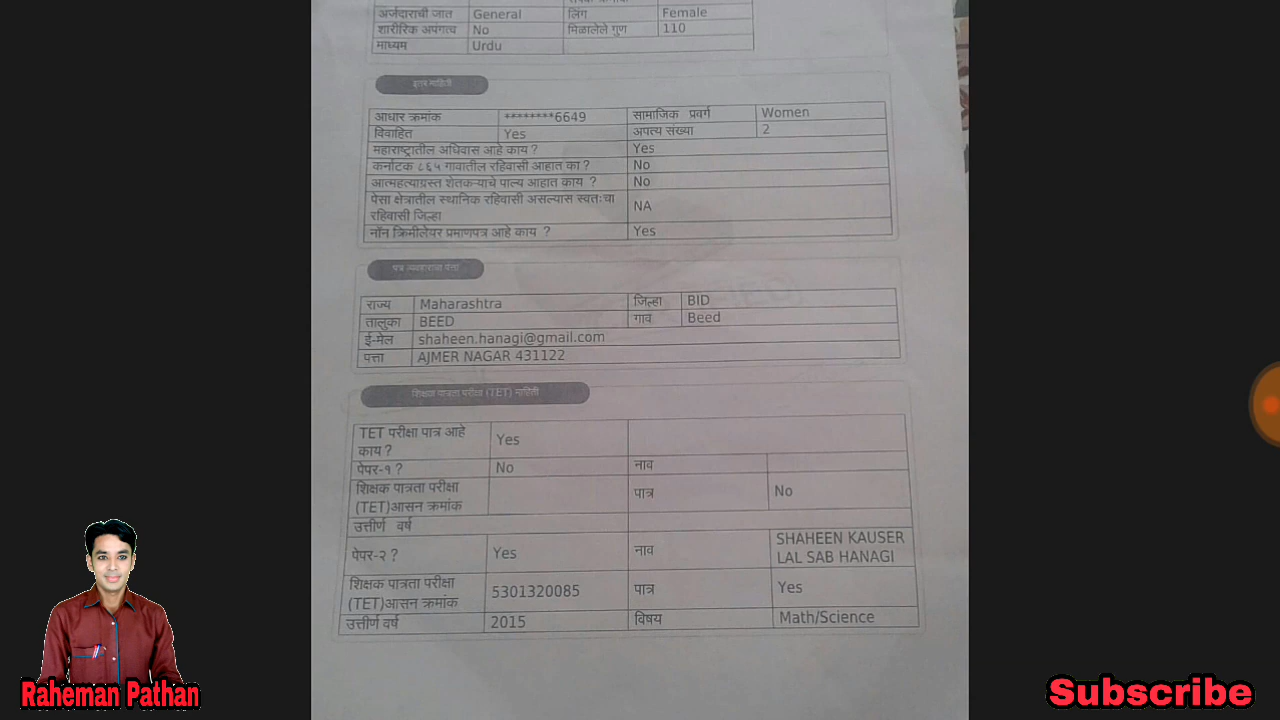 अर्जदाराची जात General लिंग Female
शारीरिक अपंगत्व No मिळालेले गुण 110
माध्यम Urdu
इतर माहिती
आधार क्रमांक ********6649 सामाजिक प्रवर्ग Women
विवाहित Yes अपत्य संख्या 2
महाराष्ट्रातील अधिवास आहे काय ? Yes
कर्नाटक ८६५ गावातील रहिवासी आहात का ? No
आत्महत्याग्रस्त शेतकऱ्याचे पाल्य आहात काय ? No
पेसा क्षेत्रातील स्थानिक रहिवासी असल्यास स्वतःचा
रहिवासी जिल्हा NA
नॉन क्रिमीलेयर प्रमाणपत्र आहे काय ? Yes
पत्र व्यवहाराचा पत्ता
राज्य Maharashtra जिल्हा BID
तालुका BEED गाव Beed
ई-मेल shaheen.hanagi@gmail.com
पत्ता AJMER NAGAR 431122
शिक्षक पात्रता परीक्षा (TET) माहिती
TET परीक्षा पात्र आहे
काय ? Yes
पेपर-१ ? No नाव
शिक्षक पात्रता परीक्षा
(TET)आसन क्रमांक पात्र No
उत्तीर्ण वर्ष
पेपर-२ ? Yes नाव SHAHEEN KAUSER
LAL SAB HANAGI
शिक्षक पात्रता परीक्षा
(TET)आसन क्रमांक 5301320085 पात्र Yes
उत्तीर्ण वर्ष 2015 विषय Math/Science
Raheman Pathan
Subscribe